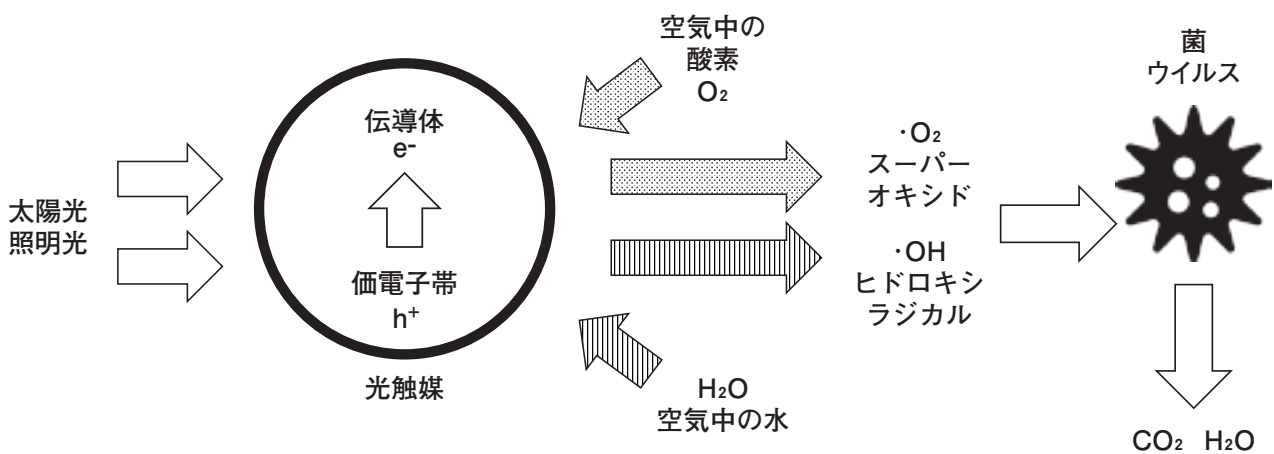 太陽光
照明光
伝導体
e-
価電子帯
h⁺
光触媒
空気中の
酸素
O₂
H₂O
空気中の水
·O₂
スーパー
オキシド
·OH
ヒドロキシ
ラジカル
菌
ウイルス
CO₂ H₂O